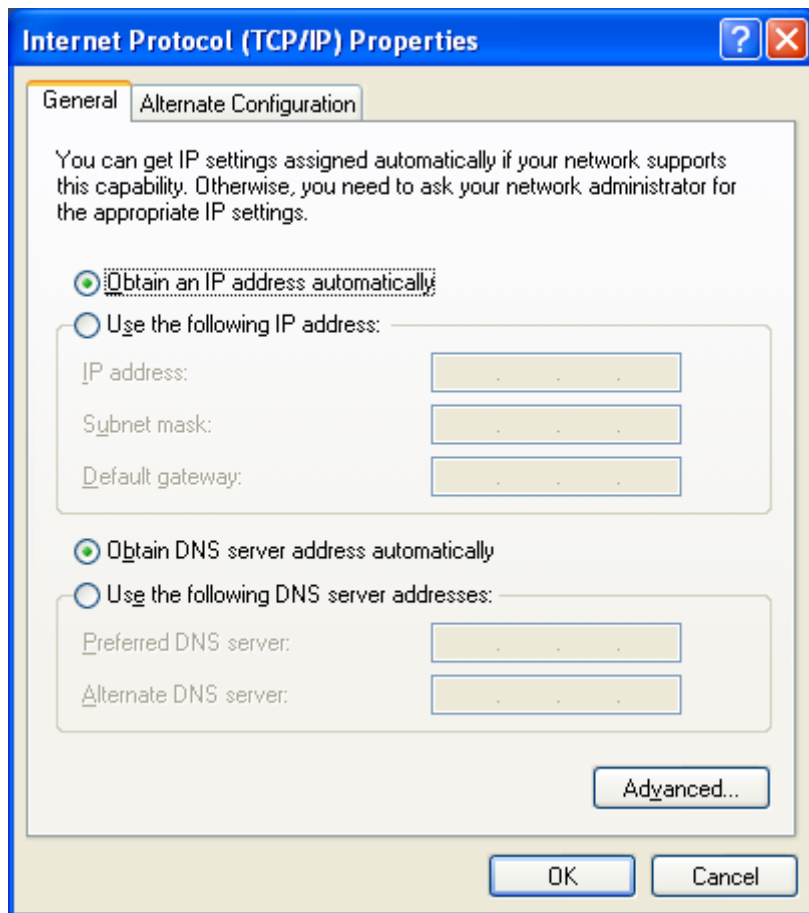 Internet Protocol (TCP/IP) Properties
General
Alternate Configuration
You can get IP settings assigned automatically if your network supports
this capability. Otherwise, you need to ask your network administrator for
the appropriate IP settings.
Obtain an IP address automatically
Use the following IP address:
IP address:
Subnet mask:
Default gateway:
Obtain DNS server address automatically
Use the following DNS server addresses:
Preferred DNS server:
Alternate DNS server:
Advanced...
OK
Cancel